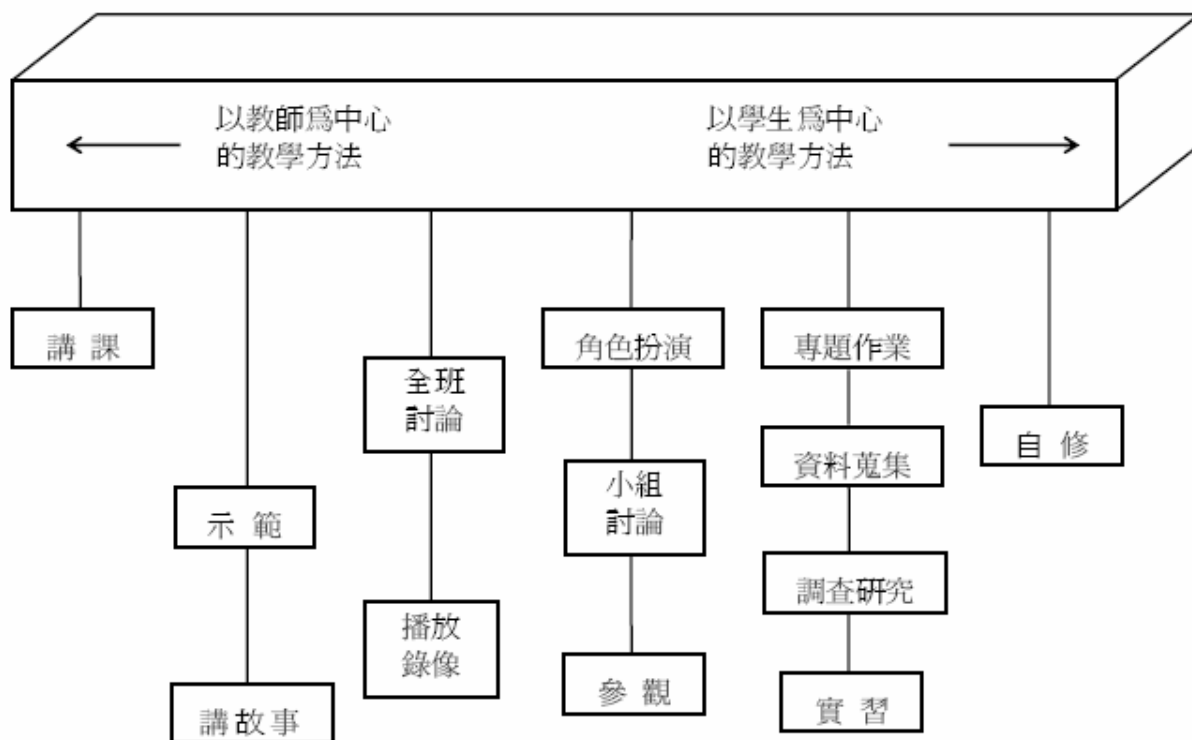 以教師爲中心
的教學方法
以學生爲中心
的教學方法
講 課
示 範
講故事
全班
討論
播放
錄像
角色扮演
小組
討論
參 觀
專題作業
資料蒐集
調查研究
實 習
自 修